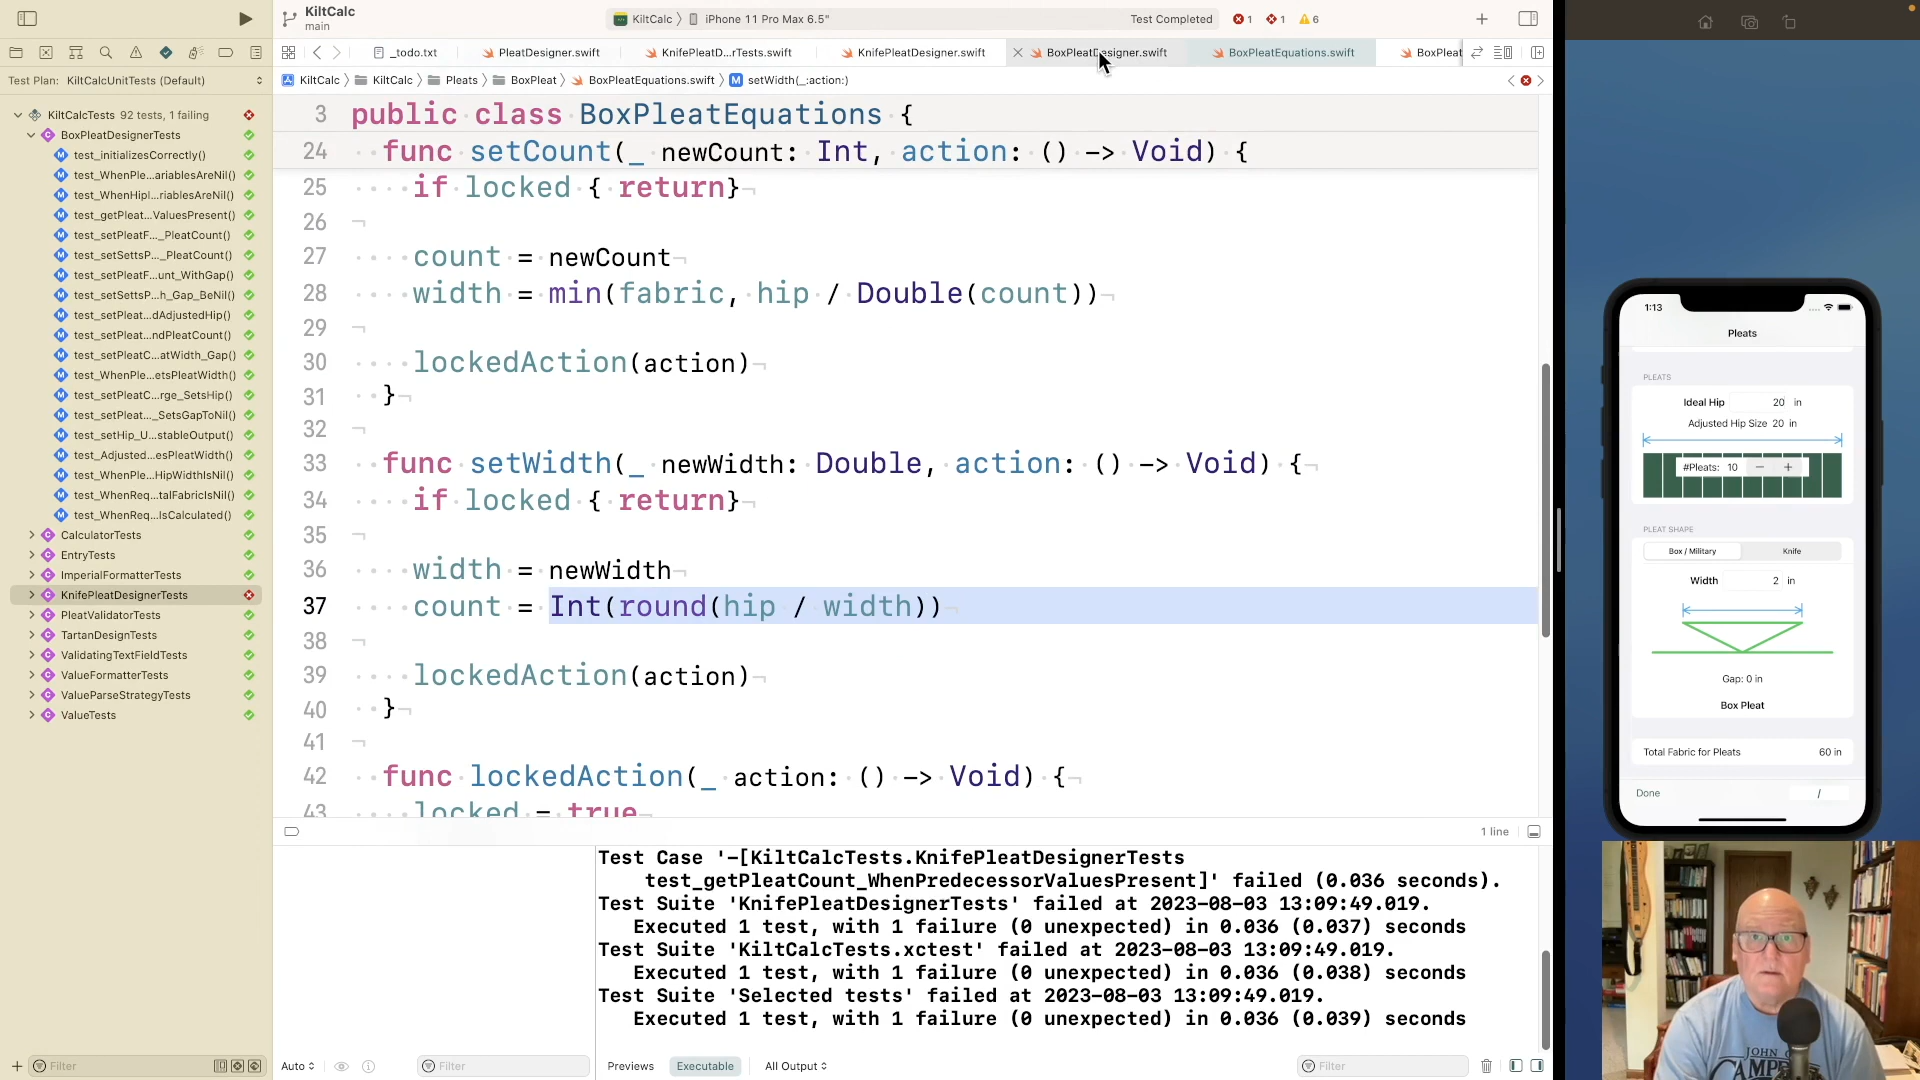 KiltCalc
main
KiltCalc
iPhone 11 Pro Max 6.5"
Test Completed
1
1
6
_todo.txt
PleatDesigner.swift
KnifePleatD...rTests.swift
KnifePleatDesigner.swift
BoxPleatDesigner.swift
BoxPleatEquations.swift
BoxPleat
Test Plan: KiltCalcUnitTests (Default)
KiltCalc
KiltCalc
Pleats
BoxPleat
BoxPleatEquations.swift
setWidth(_:action:)
KiltCalcTests 92 tests, 1 failing
BoxPleatDesignerTests
test_initializesCorrectly()
test_WhenPle...ariablesAreNil()
test_WhenHipl...riablesAreNil()
test_getPleat...ValuesPresent()
test_setPleatF..._PleatCount()
test_setSettsP..._PleatCount()
test_setPleatF...unt_WithGap()
test_setSettsP...h_Gap_BeNil()
test_setPleat...dAdjustedHip()
test_setPleat...ndPleatCount()
test_setPleatC...atWidth_Gap()
test_WhenPle...etsPleatWidth()
test_setPleatC...rge_SetsHip()
test_setPleat..._SetsGapToNil()
test_setHip_U...stableOutput()
test_Adjusted...esPleatWidth()
test_WhenPle...HipWidthIsNil()
test_WhenReq...talFabricIsNil()
test_WhenReq...IsCalculated()
CalculatorTests
EntryTests
ImperialFormatterTests
KnifePleatDesignerTests
PleatValidatorTests
TartanDesignTests
ValidatingTextFieldTests
ValueFormatterTests
ValueParseStrategyTests
ValueTests
Filter
3 public class BoxPleatEquations {
24 func setCount(_ newCount: Int, action: () -> Void) {
25 if locked { return}
26
27 count = newCount
28 width = min(fabric, hip / Double(count))
29
30 lockedAction(action)
31 }
32
33 func setWidth(_ newWidth: Double, action: () -> Void) {
34 if locked { return}
35
36 width = newWidth
37 count = Int(round(hip / width))
38
39 lockedAction(action)
40 }
41
42 func lockedAction(_ action: () -> Void) {
43 locked = true
1 line
Test Case '-[KiltCalcTests.KnifePleatDesignerTests
test_getPleatCount_WhenPredecessorValuesPresent]' failed (0.036 seconds).
Test Suite 'KnifePleatDesignerTests' failed at 2023-08-03 13:09:49.019.
Executed 1 test, with 1 failure (0 unexpected) in 0.036 (0.037) seconds
Test Suite 'KiltCalcTests.xctest' failed at 2023-08-03 13:09:49.019.
Executed 1 test, with 1 failure (0 unexpected) in 0.036 (0.038) seconds
Test Suite 'Selected tests' failed at 2023-08-03 13:09:49.019.
Executed 1 test, with 1 failure (0 unexpected) in 0.036 (0.039) seconds
Auto
Filter
Previews
Executable
All Output
Filter
1:13
Pleats
PLEATS
Ideal Hip 20 in
Adjusted Hip Size 20 in
#Pleats: 10 − +
PLEAT SHAPE
Box / Military
Knife
Width 2 in
Gap: 0 in
Box Pleat
Total Fabric for Pleats 60 in
Done
/
JOHN
CAMP